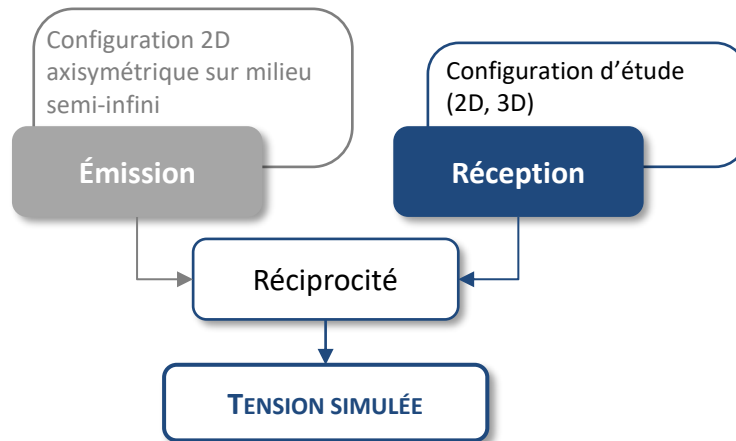 Configuration 2D
axisymétrique sur milieu
semi-infini
Émission
Configuration d’étude
(2D, 3D)
Réception
Réciprocité
TENSION SIMULÉE